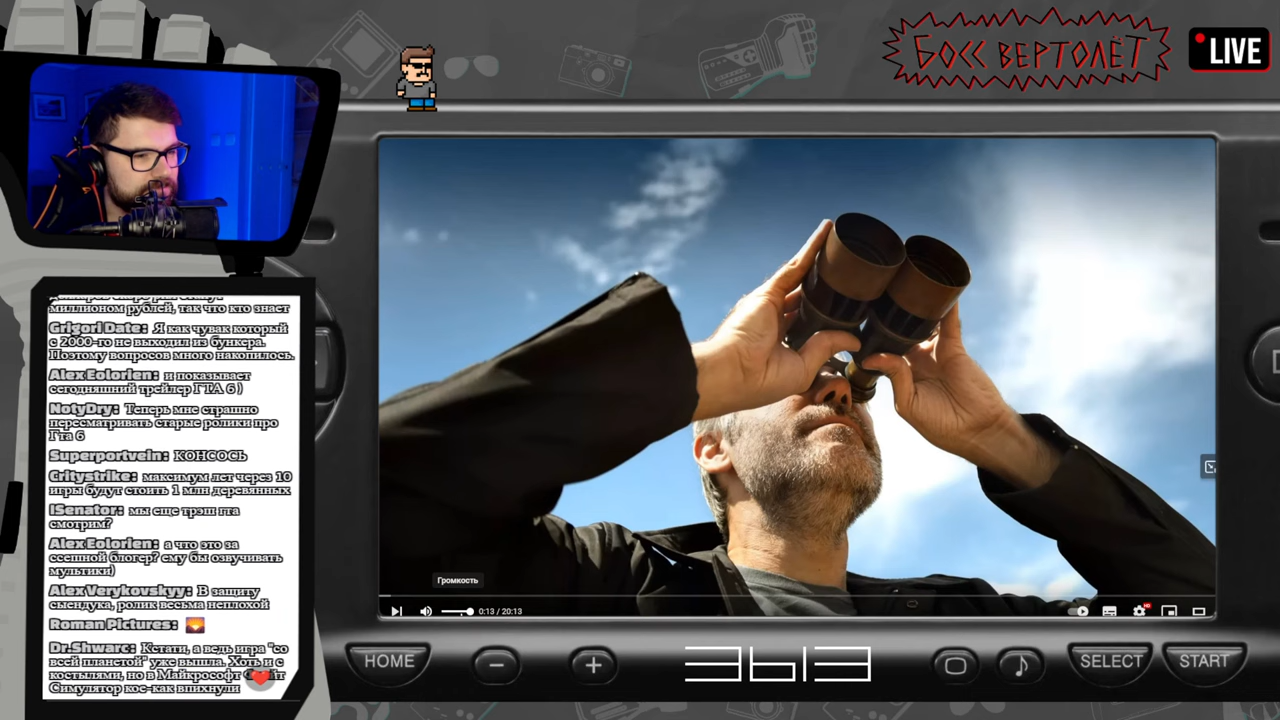 БОСС ВЕРТОЛЁТ
LIVE
миллионом рублей, так что кто знает
GrigoriDate: Я как чувак который
с 2000-го не выходил из бункера.
Поэтому вопросов много накопилось.
AlexEolorien: и показывает
сегодняшний трейлер ГТА 6 )
NotyDry: Теперь мне страшно
пересматривать старые ролики про
Гта 6
Superportvein: КОНСОСЬ
Critystrike: максимум лет через 10
игры будут стоить 1 млн деревянных
ISenator: мы еще трэш гта
смотрим?
AlexEolorien: а что это за
ссешной блогер? ему бы озвучивать
мультики)
AlexVerykovskyy: В защиту
сыендука, ролик весьма неплохой
RomanPictures:
Dr.Shwarc: Кстати, а ведь игра "со
всей планетой" уже вышла. Хоть и с
костылями, но в Майкрософт
Симулятор кое-как впихнули
Громкость
0:13 / 20:13
HD
HOME
SELECT
START